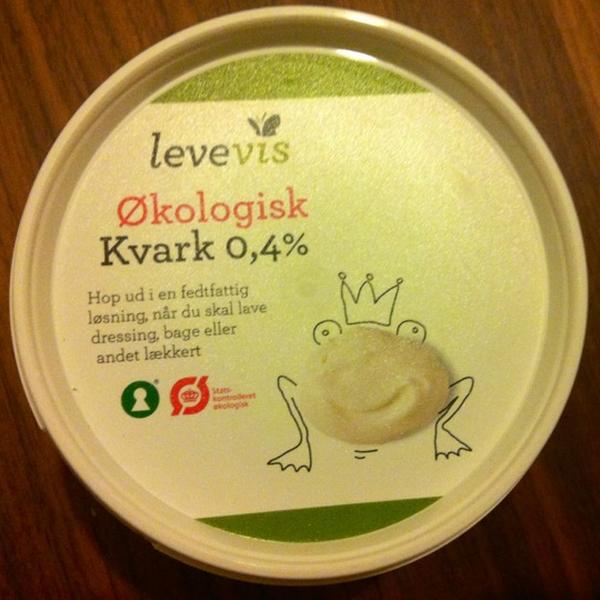 levevis
Økologisk
Kvark 0,4%
Hop ud i en fedtfattig
løsning, når du skal lave
dressing, bage eller
andet lækkert
Ø
Stats-
kontrolleret
økologisk